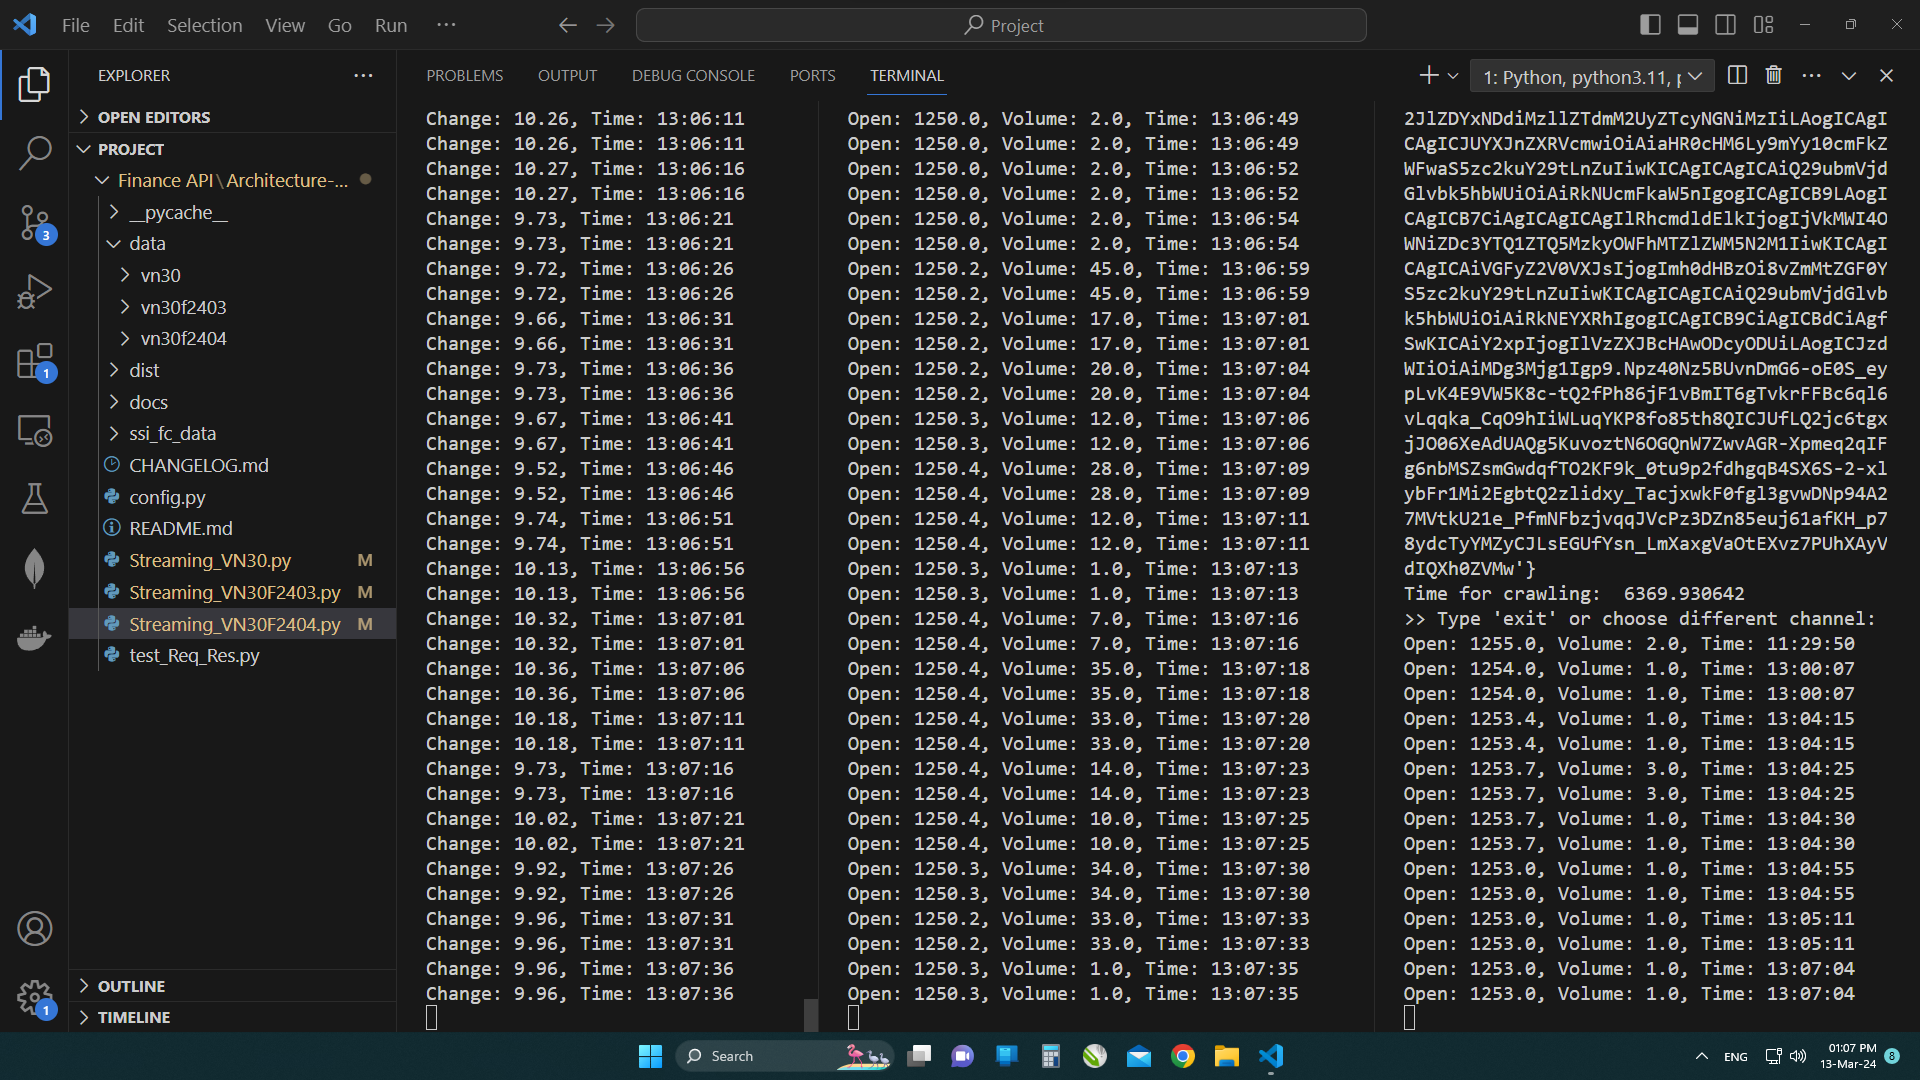 File Edit Selection View Go Run ···
Project
EXPLORER
OPEN EDITORS
PROJECT
Finance API\Architecture-...
__pycache__
data
vn30
vn30f2403
vn30f2404
dist
docs
ssi_fc_data
CHANGELOG.md
config.py
README.md
Streaming_VN30.py M
Streaming_VN30F2403.py M
Streaming_VN30F2404.py M
test_Req_Res.py
OUTLINE
TIMELINE
3
1
1
PROBLEMS OUTPUT DEBUG CONSOLE PORTS TERMINAL
1: Python, python3.11, p
Change: 10.26, Time: 13:06:11
Change: 10.26, Time: 13:06:11
Change: 10.27, Time: 13:06:16
Change: 10.27, Time: 13:06:16
Change: 9.73, Time: 13:06:21
Change: 9.73, Time: 13:06:21
Change: 9.72, Time: 13:06:26
Change: 9.72, Time: 13:06:26
Change: 9.66, Time: 13:06:31
Change: 9.66, Time: 13:06:31
Change: 9.73, Time: 13:06:36
Change: 9.73, Time: 13:06:36
Change: 9.67, Time: 13:06:41
Change: 9.67, Time: 13:06:41
Change: 9.52, Time: 13:06:46
Change: 9.52, Time: 13:06:46
Change: 9.74, Time: 13:06:51
Change: 9.74, Time: 13:06:51
Change: 10.13, Time: 13:06:56
Change: 10.13, Time: 13:06:56
Change: 10.32, Time: 13:07:01
Change: 10.32, Time: 13:07:01
Change: 10.36, Time: 13:07:06
Change: 10.36, Time: 13:07:06
Change: 10.18, Time: 13:07:11
Change: 10.18, Time: 13:07:11
Change: 9.73, Time: 13:07:16
Change: 9.73, Time: 13:07:16
Change: 10.02, Time: 13:07:21
Change: 10.02, Time: 13:07:21
Change: 9.92, Time: 13:07:26
Change: 9.92, Time: 13:07:26
Change: 9.96, Time: 13:07:31
Change: 9.96, Time: 13:07:31
Change: 9.96, Time: 13:07:36
Change: 9.96, Time: 13:07:36
Open: 1250.0, Volume: 2.0, Time: 13:06:49
Open: 1250.0, Volume: 2.0, Time: 13:06:49
Open: 1250.0, Volume: 2.0, Time: 13:06:52
Open: 1250.0, Volume: 2.0, Time: 13:06:52
Open: 1250.0, Volume: 2.0, Time: 13:06:54
Open: 1250.0, Volume: 2.0, Time: 13:06:54
Open: 1250.2, Volume: 45.0, Time: 13:06:59
Open: 1250.2, Volume: 45.0, Time: 13:06:59
Open: 1250.2, Volume: 17.0, Time: 13:07:01
Open: 1250.2, Volume: 17.0, Time: 13:07:01
Open: 1250.2, Volume: 20.0, Time: 13:07:04
Open: 1250.2, Volume: 20.0, Time: 13:07:04
Open: 1250.3, Volume: 12.0, Time: 13:07:06
Open: 1250.3, Volume: 12.0, Time: 13:07:06
Open: 1250.4, Volume: 28.0, Time: 13:07:09
Open: 1250.4, Volume: 28.0, Time: 13:07:09
Open: 1250.4, Volume: 12.0, Time: 13:07:11
Open: 1250.4, Volume: 12.0, Time: 13:07:11
Open: 1250.3, Volume: 1.0, Time: 13:07:13
Open: 1250.3, Volume: 1.0, Time: 13:07:13
Open: 1250.4, Volume: 7.0, Time: 13:07:16
Open: 1250.4, Volume: 7.0, Time: 13:07:16
Open: 1250.4, Volume: 35.0, Time: 13:07:18
Open: 1250.4, Volume: 35.0, Time: 13:07:18
Open: 1250.4, Volume: 33.0, Time: 13:07:20
Open: 1250.4, Volume: 33.0, Time: 13:07:20
Open: 1250.4, Volume: 14.0, Time: 13:07:23
Open: 1250.4, Volume: 14.0, Time: 13:07:23
Open: 1250.4, Volume: 10.0, Time: 13:07:25
Open: 1250.4, Volume: 10.0, Time: 13:07:25
Open: 1250.3, Volume: 34.0, Time: 13:07:30
Open: 1250.3, Volume: 34.0, Time: 13:07:30
Open: 1250.2, Volume: 33.0, Time: 13:07:33
Open: 1250.2, Volume: 33.0, Time: 13:07:33
Open: 1250.3, Volume: 1.0, Time: 13:07:35
Open: 1250.3, Volume: 1.0, Time: 13:07:35
2JlZDYxNDdiMzllZTdmM2UyZTcyNGNiMzIiLAogICAgI
CAgICJUYXJnZXRVcmwiOiAiaHR0cHM6Ly9mYy10cmFkZ
WFwaS5zc2kuY29tLnZuIiwKICAgICAgICAiQ29ubmVjd
Glvbk5hbWUiOiAiRkNUcmFkaW5nIgogICAgICB9LAogI
CAgICB7CiAgICAgICAgIlRhcmdldElkIjogIjVkMWI4O
WNiZDc3YTQ1ZTQ5MzkyOWFhMTZlZWM5N2M1IiwKICAgI
CAgICAiVGFyZ2V0VXJsIjogImh0dHBzOi8vZmMtZGF0Y
S5zc2kuY29tLnZuIiwKICAgICAgICAiQ29ubmVjdGlvb
k5hbWUiOiAiRkNEYXRhIgogICAgICB9CiAgICBdCiAgf
SwKICAiY2xpIjogIlVzZXJBcHAwODcyODUiLAogICJzd
WIiOiAiMDg3Mjg1Igp9.Npz40Nz5BUvnDmG6-oE0S_ey
pLvK4E9VW5K8c-tQ2fPh86jF1vBmIT6gTvkrFFBc6ql6
vLqqka_CqO9hIiWLuqYKP8fo85th8QICJUfLQ2jc6tgx
jJO06XeAdUAQg5KuvoztN6OGQnW7ZwvAGR-Xpmeq2qIF
g6nbMSZsmGwdqfTO2KF9k_0tu9p2fdhgqB4SX6S-2-xl
ybFr1Mi2EgbtQ2zlidxy_TacjxwkF0fgl3gvwDNp94A2
7MVtkU21e_PfmNFbzjvqqJVcPz3DZn85euj61afKH_p7
8ydcTyYMZyCJLsEGUfYsn_LmXaxgVaOtEXvz7PUhXAyV
dIQXh0ZVMw'}
Time for crawling:  6369.930642
>> Type 'exit' or choose different channel:
Open: 1255.0, Volume: 2.0, Time: 11:29:50
Open: 1254.0, Volume: 1.0, Time: 13:00:07
Open: 1254.0, Volume: 1.0, Time: 13:00:07
Open: 1253.4, Volume: 1.0, Time: 13:04:15
Open: 1253.4, Volume: 1.0, Time: 13:04:15
Open: 1253.7, Volume: 3.0, Time: 13:04:25
Open: 1253.7, Volume: 3.0, Time: 13:04:25
Open: 1253.7, Volume: 1.0, Time: 13:04:30
Open: 1253.7, Volume: 1.0, Time: 13:04:30
Open: 1253.0, Volume: 1.0, Time: 13:04:55
Open: 1253.0, Volume: 1.0, Time: 13:04:55
Open: 1253.0, Volume: 1.0, Time: 13:05:11
Open: 1253.0, Volume: 1.0, Time: 13:05:11
Open: 1253.0, Volume: 1.0, Time: 13:07:04
Open: 1253.0, Volume: 1.0, Time: 13:07:04
Search
ENG
01:07 PM
13-Mar-24
8